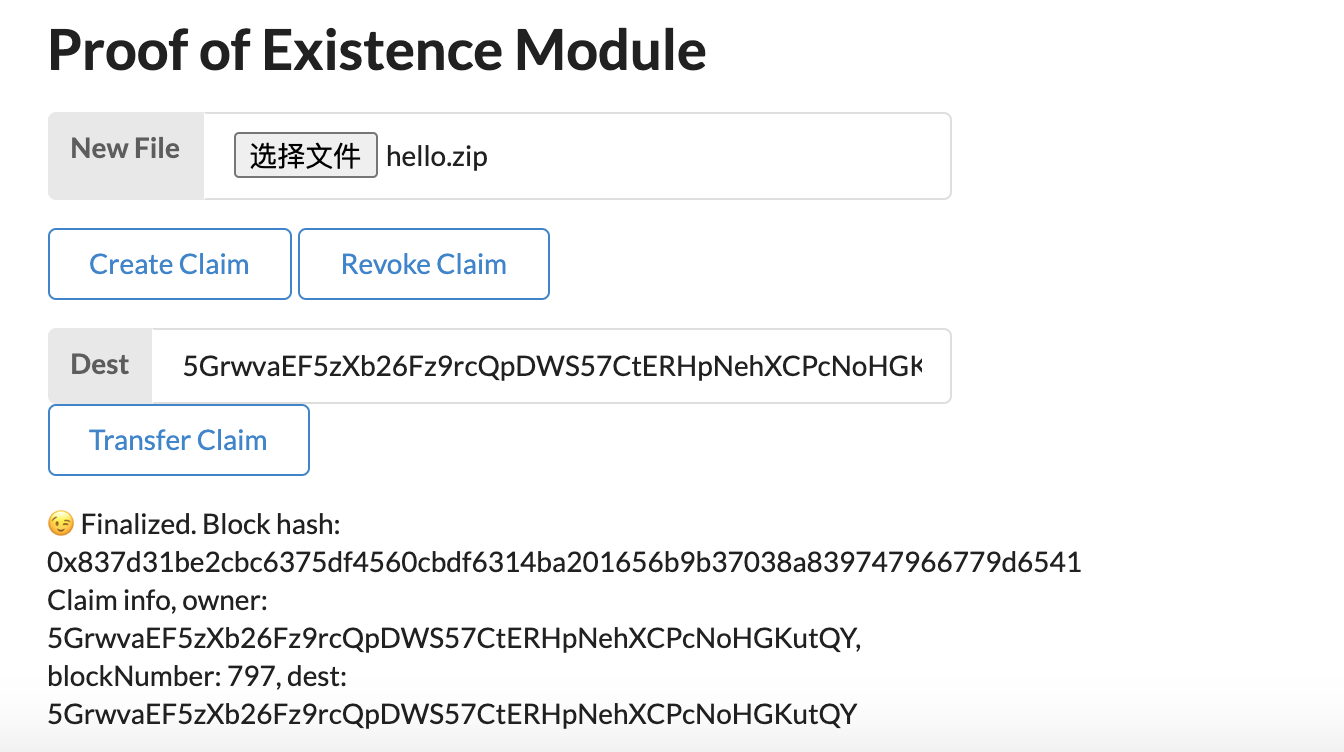 Proof of Existence Module
New File
选择文件 hello.zip
Create Claim
Revoke Claim
Dest
5GrwvaEF5zXb26Fz9rcQpDWS57CtERHpNehXCPcNoHGK
Transfer Claim
😉 Finalized. Block hash:
0x837d31be2cbc6375df4560cbdf6314ba201656b9b37038a839747966779d6541
Claim info, owner:
5GrwvaEF5zXb26Fz9rcQpDWS57CtERHpNehXCPcNoHGKutQY,
blockNumber: 797, dest:
5GrwvaEF5zXb26Fz9rcQpDWS57CtERHpNehXCPcNoHGKutQY